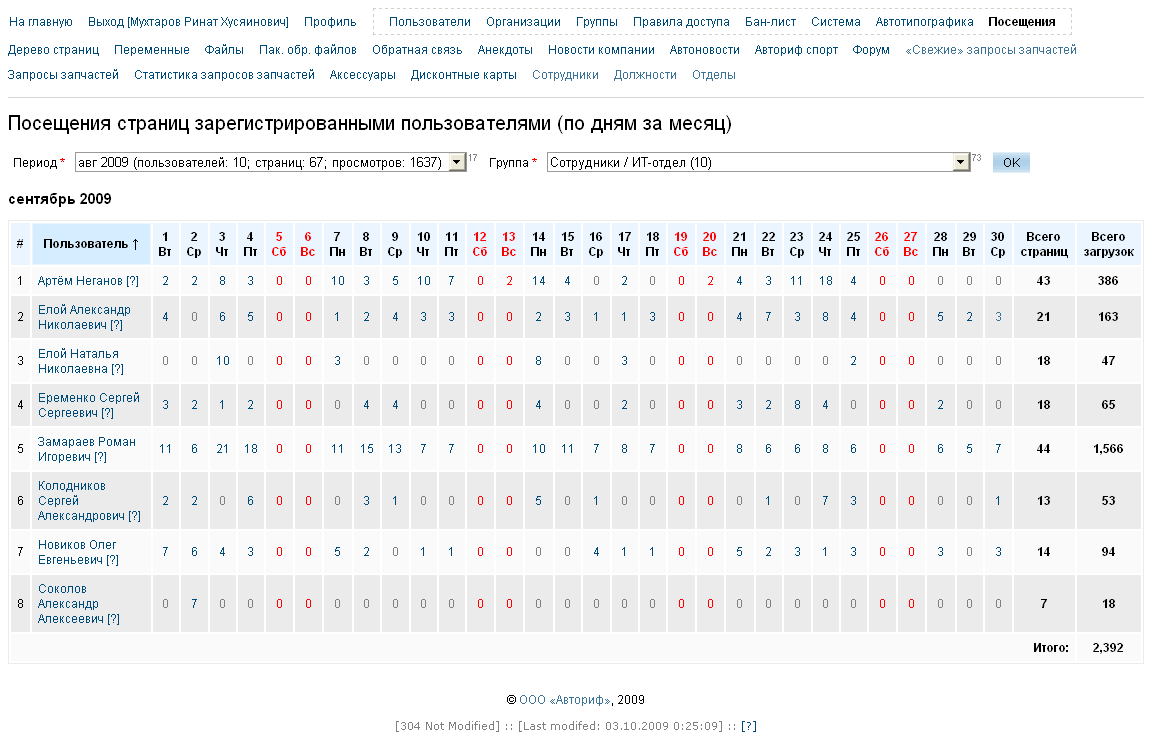 На главную Выход [Мухтаров Ринат Хусяинович] Профиль Пользователи Организации Группы Правила доступа Бан-лист Система Автотипографика Посещения
Дерево страниц Переменные Файлы Пак. обр. файлов Обратная связь Анекдоты Новости компании Автоновости Авториф спорт Форум «Свежие» запросы запчастей
Запросы запчастей Статистика запросов запчастей Аксессуары Дисконтные карты Сотрудники Должности Отделы
Посещения страниц зарегистрированными пользователями (по дням за месяц)
Период * авг 2009 (пользователей: 10; страниц: 67; просмотров: 1637) 17 Группа * Сотрудники / ИТ-отдел (10) 73 OK
сентябрь 2009
# Пользователь ↑ 1 2 3 4 5 6 7 8 9 10 11 12 13 14 15 16 17 18 19 20 21 22 23 24 25 26 27 28 29 30 Всего Всего
Вт Ср Чт Пт Сб Вс Пн Вт Ср Чт Пт Сб Вс Пн Вт Ср Чт Пт Сб Вс Пн Вт Ср Чт Пт Сб Вс Пн Вт Ср страниц загрузок
1 Артём Неганов [?] 2 2 8 3 0 0 10 3 5 10 7 0 2 14 4 0 2 0 0 2 4 3 11 18 4 0 0 0 0 0 43 386
2 Елой Александр
Николаевич [?] 4 0 6 5 0 0 1 2 4 3 3 0 0 2 3 1 1 3 0 0 4 7 3 8 4 0 0 5 2 3 21 163
3 Елой Наталья
Николаевна [?] 0 0 10 0 0 0 3 0 0 0 0 0 0 8 0 0 3 0 0 0 0 0 0 0 2 0 0 0 0 0 18 47
4 Еременко Сергей
Сергеевич [?] 3 2 1 2 0 0 0 4 4 0 0 0 0 4 0 0 2 0 0 0 3 2 8 4 0 0 0 2 0 0 18 65
5 Замараев Роман
Игоревич [?] 11 6 21 18 0 0 11 15 13 7 7 0 0 10 11 7 8 7 0 0 8 6 6 8 6 0 0 6 5 7 44 1,566
6 Колодников
Сергей
Александрович [?] 2 2 0 6 0 0 0 3 1 0 0 0 0 5 0 1 0 0 0 0 0 1 0 7 3 0 0 0 0 1 13 53
7 Новиков Олег
Евгеньевич [?] 7 6 4 3 0 0 5 2 0 1 1 0 0 0 0 4 1 1 0 0 5 2 3 1 3 0 0 3 0 3 14 94
8 Соколов
Александр
Алексеевич [?] 0 7 0 0 0 0 0 0 0 0 0 0 0 0 0 0 0 0 0 0 0 0 0 0 0 0 0 0 0 0 7 18
Итого: 2,392
© ООО «Авториф», 2009
[304 Not Modified] :: [Last modifed: 03.10.2009 0:25:09] :: [?]